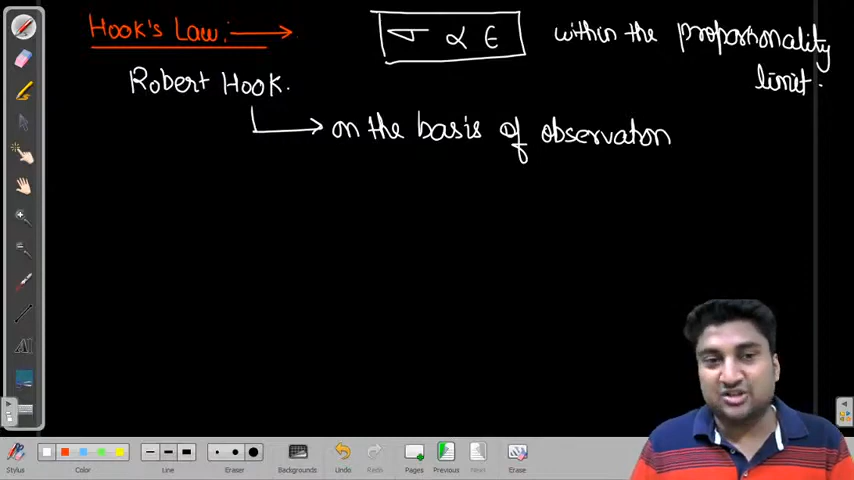 Hook's Law:→ σ ∝ ϵ within the proportionality
limit.
Robert Hook.
→ on the basis of observaton
Stylus Color Line Eraser Backgrounds Undo Redo Pages Previous Next Erase